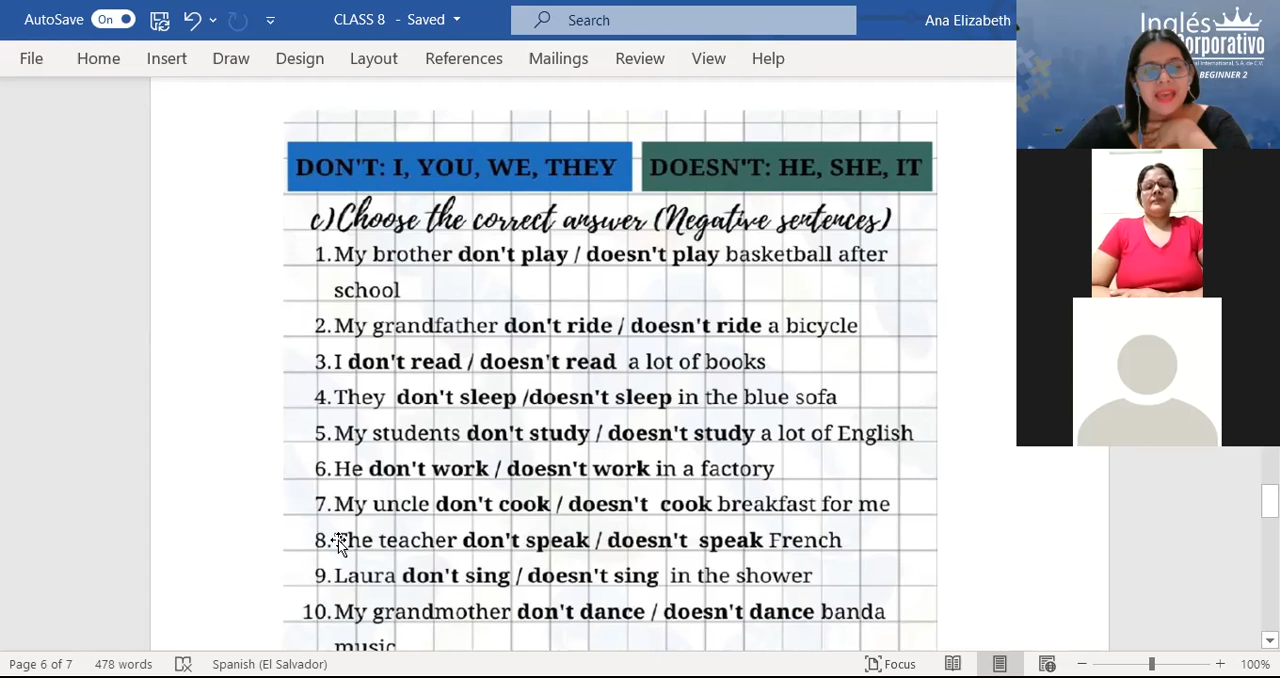 AutoSave On CLASS 8 - Saved Search Ana Elizabeth
File Home Insert Draw Design Layout References Mailings Review View Help
Inglés
Corporativo
BEGINNER 2
DON'T: I, YOU, WE, THEY DOESN'T: HE, SHE, IT
c) Choose the correct answer (Negative sentences)
1. My brother don't play / doesn't play basketball after
school
2. My grandfather don't ride / doesn't ride a bicycle
3. I don't read / doesn't read a lot of books
4. They don't sleep /doesn't sleep in the blue sofa
5. My students don't study / doesn't study a lot of English
6. He don't work / doesn't work in a factory
7. My uncle don't cook / doesn't cook breakfast for me
8. The teacher don't speak / doesn't speak French
9. Laura don't sing / doesn't sing in the shower
10. My grandmother don't dance / doesn't dance banda
music
Page 6 of 7 478 words Spanish (El Salvador) Focus 100%